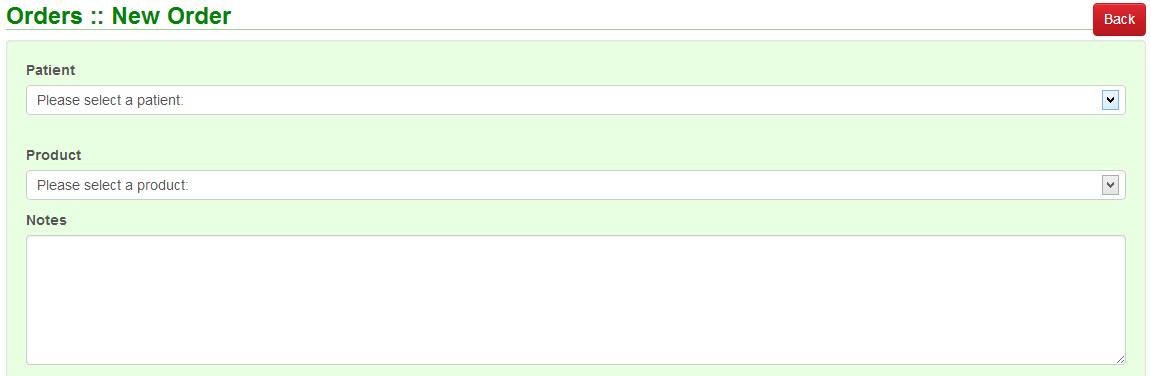 Orders :: New Order
Back
Patient
Please select a patient:
Product
Please select a product:
Notes